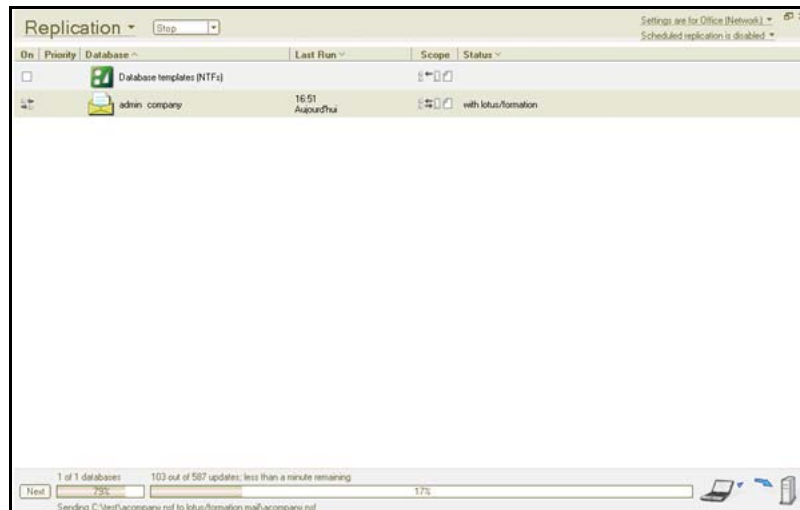 Replication Stop
Settings are for Office (Network)
Scheduled replication is disabled
On Priority Database Last Run Scope Status
Database templates (NTFs)
admin company 16:51 Aujourd'hui with lotus/formation
1 of 1 databases 103 out of 587 updates; less than a minute remaining
Next 75% 17%
Sending C:\test\acompany.nsf to lotus/formation mail\acompany.nsf